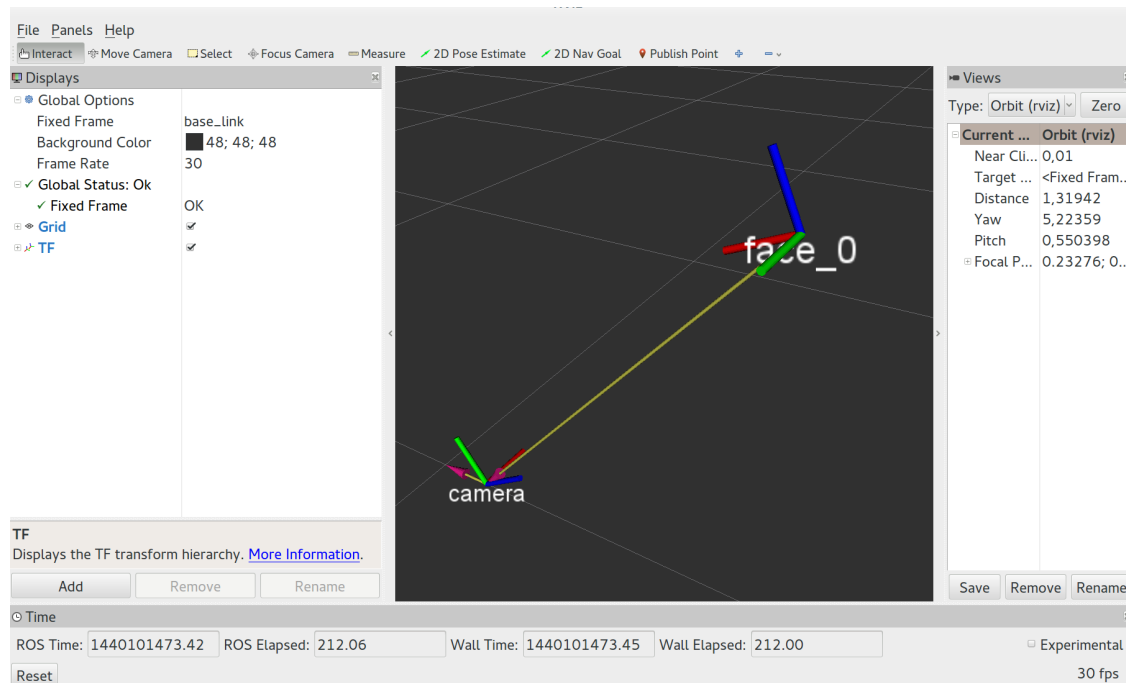 File Panels Help
Interact Move Camera Select Focus Camera Measure 2D Pose Estimate 2D Nav Goal Publish Point
Displays
Global Options
Fixed Frame base_link
Background Color 48; 48; 48
Frame Rate 30
Global Status: Ok
Fixed Frame OK
Grid
TF
TF
Displays the TF transform hierarchy. More Information.
Add Remove Rename
face_0
camera
Views
Type: Orbit (rviz) Zero
Current ... Orbit (rviz)
Near Cli... 0,01
Target ... <Fixed Fram...
Distance 1,31942
Yaw 5,22359
Pitch 0,550398
Focal P... 0.23276; 0...
Save Remove Rename
Time
ROS Time: 1440101473.42 ROS Elapsed: 212.06 Wall Time: 1440101473.45 Wall Elapsed: 212.00 Experimental
Reset 30 fps